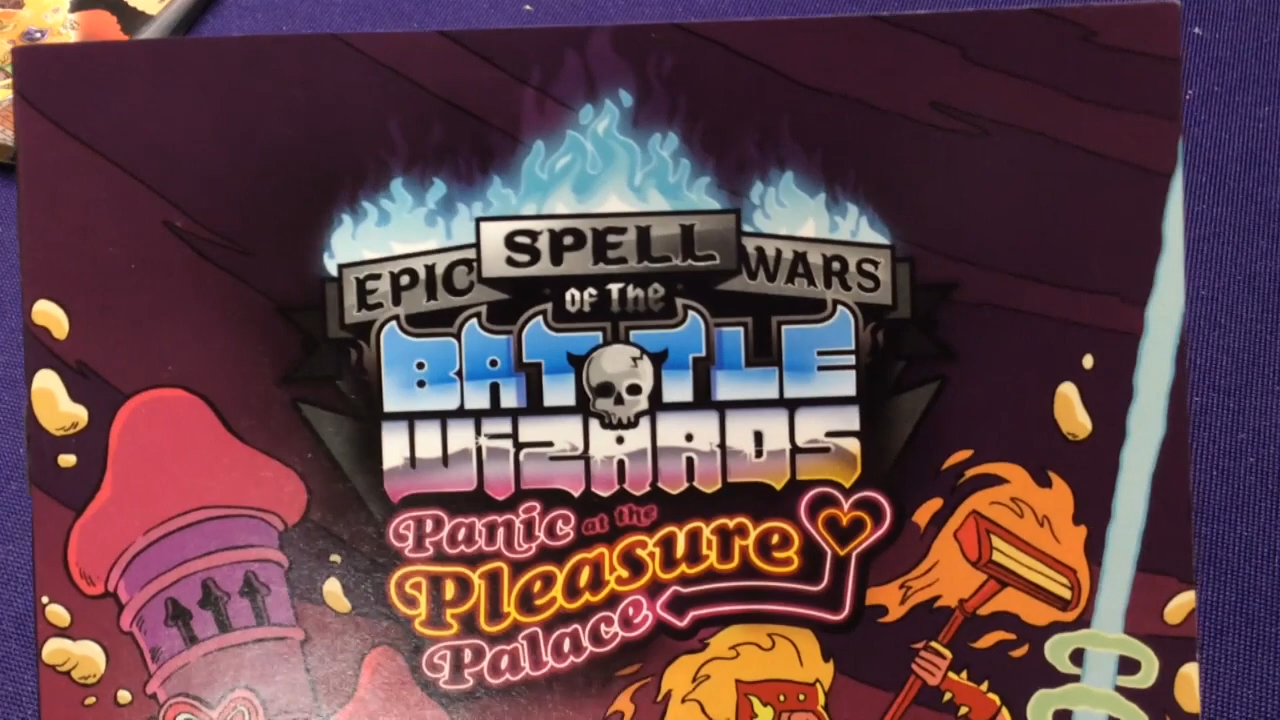 EPIC SPELL WARS
OF THE
BATTLE
WIZARDS
Panic at the
Pleasure
Palace